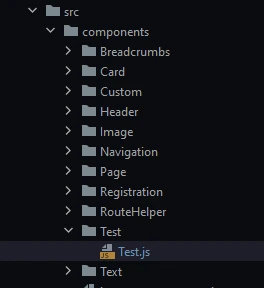 src
components
Breadcrumbs
Card
Custom
Header
Image
Navigation
Page
Registration
RouteHelper
Test
JS Test.js
Text